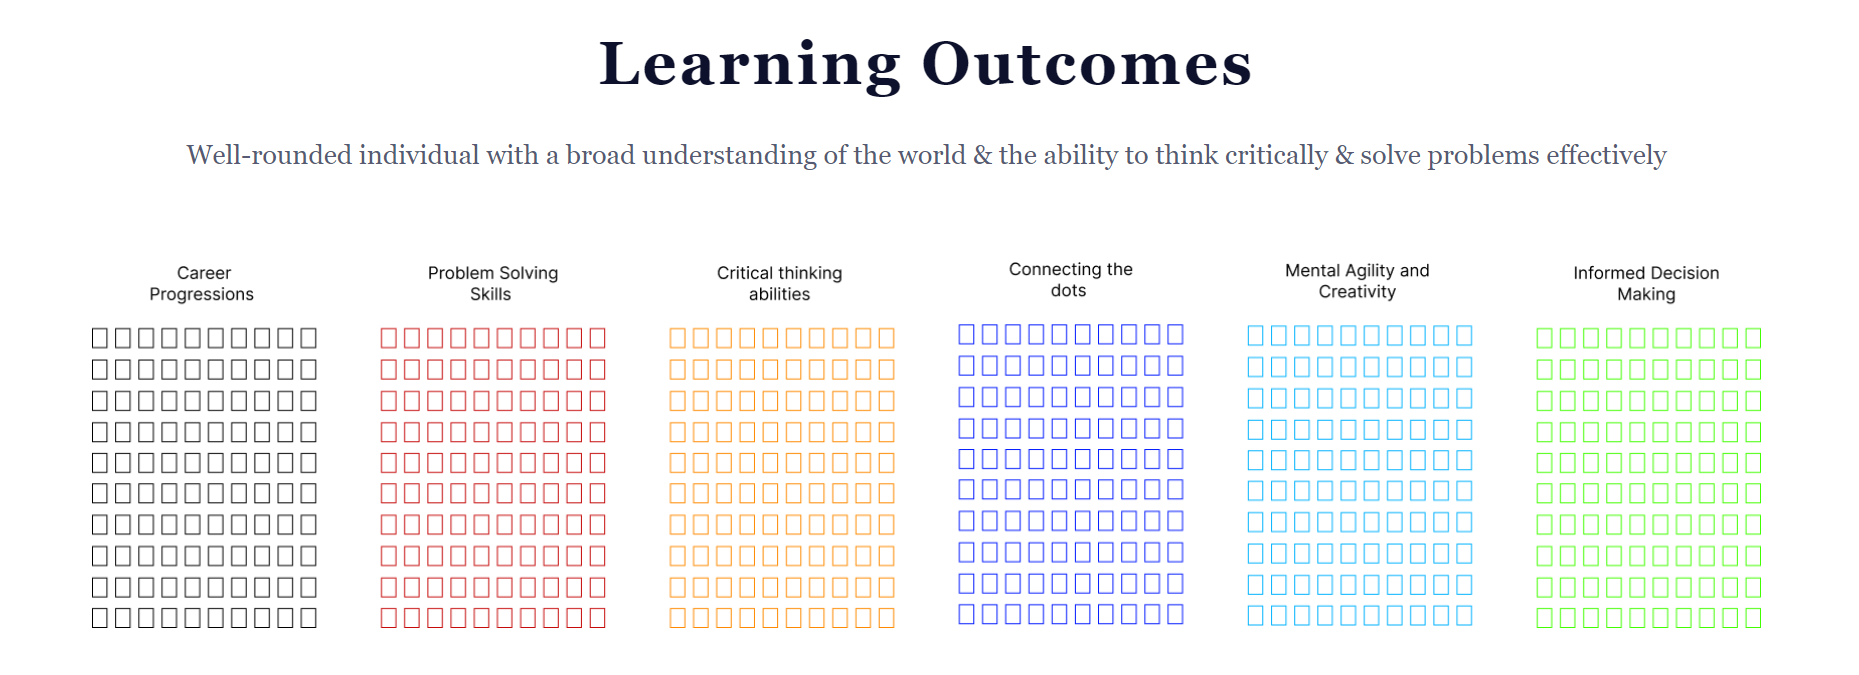 Learning Outcomes
Well-rounded individual with a broad understanding of the world & the ability to think critically & solve problems effectively
Career
Progressions
Problem Solving
Skills
Critical thinking
abilities
Connecting the
dots
Mental Agility and
Creativity
Informed Decision
Making